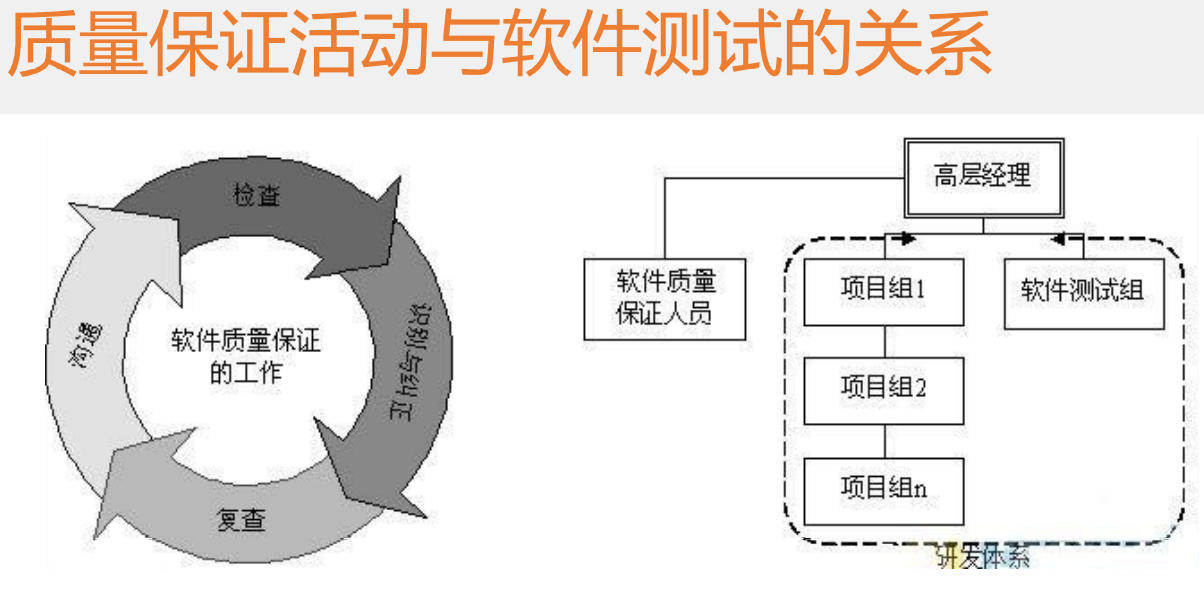 质量保证活动与软件测试的关系
检查
识别与纠正
复查
沟通
软件质量保证
的工作
高层经理
软件质量
保证人员
项目组1
软件测试组
项目组2
项目组n
研发体系